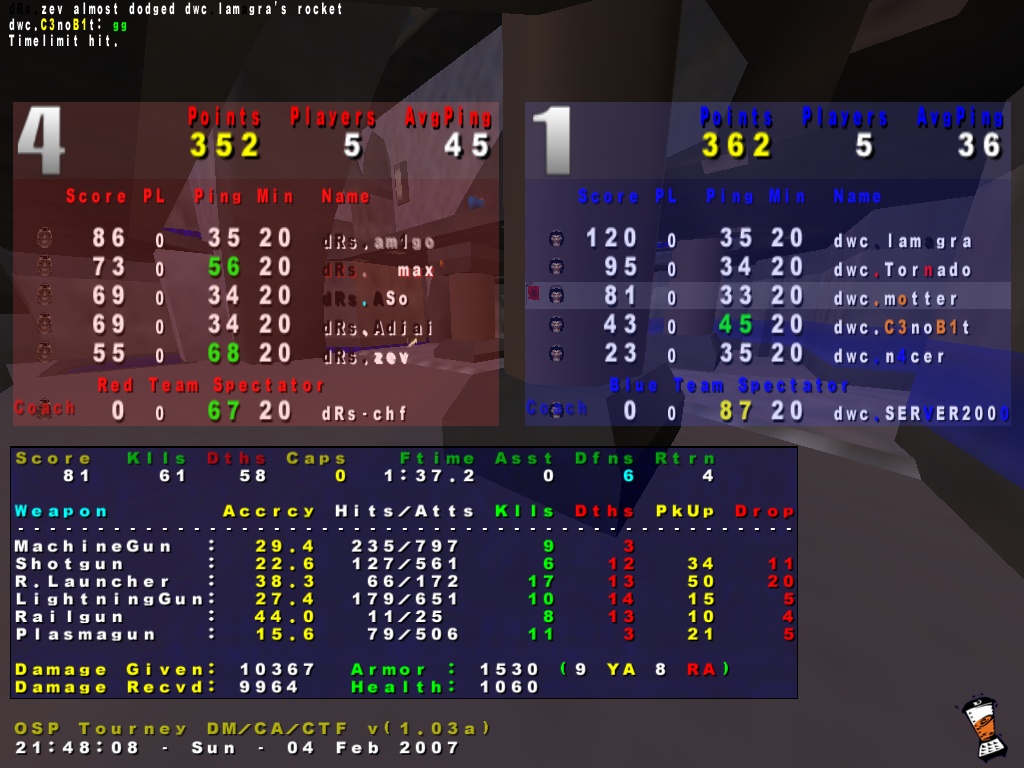 dRs. zev almost dodged dwc.lam gra's rocket
dwc.C3noB1t: gg
Timelimit hit.
4 Points Players AvgPing
352 5 45
Score PL Ping Min Name
86 0 35 20 dRs.am1go
73 0 56 20 dRs. max
69 0 34 20 dRs.ASo
69 0 34 20 dRs.Adjai
55 0 68 20 dRs.zev
Red Team Spectator
Coach 0 0 67 20 dRs-chf
1 Points Players AvgPing
362 5 36
Score PL Ping Min Name
120 0 35 20 dwc.lamagra
95 0 34 20 dwc.Tornado
81 0 33 20 dwc.motter
43 0 45 20 dwc.C3noB1t
23 0 35 20 dwc.n4cer
Blue Team Spectator
Coach 0 0 87 20 dwc.SERVER2000
Score Klls Dths Caps Ftime Asst Dfns Rtrn
81 61 58 0 1:37.2 0 6 4
Weapon Accrcy Hits/Atts Klls Dths PkUp Drop
MachineGun : 29.4 235/797 9 3
Shotgun : 22.6 127/561 6 12 34 11
R.Launcher : 38.3 66/172 17 13 50 20
LightningGun: 27.4 179/651 10 14 15 5
Railgun : 44.0 11/25 8 13 10 4
Plasmagun : 15.6 79/506 11 3 21 5
Damage Given: 10367 Armor : 1530 (9 YA 8 RA)
Damage Recvd: 9964 Health: 1060
OSP Tourney DM/CA/CTF v(1.03a)
21:48:08 - Sun - 04 Feb 2007